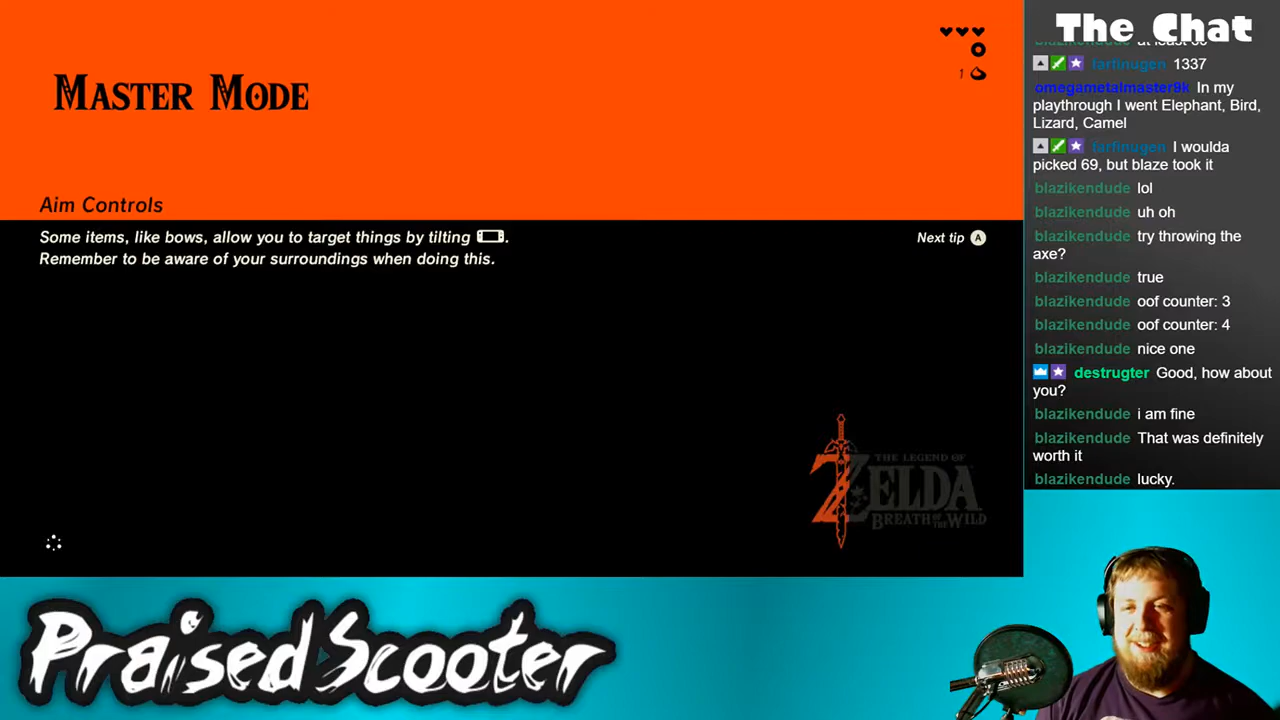 Master Mode
1
Aim Controls
Some items, like bows, allow you to target things by tilting .
Remember to be aware of your surroundings when doing this.
Next tip A
THE LEGEND OF
ZELDA
BREATH OF THE WILD
PraisedScooter
The Chat
farfinugen 1337
omegametalmaster9k In my
playthrough I went Elephant, Bird,
Lizard, Camel
farfinugen I woulda
picked 69, but blaze took it
blazikendude lol
blazikendude uh oh
blazikendude try throwing the
axe?
blazikendude true
blazikendude oof counter: 3
blazikendude oof counter: 4
blazikendude nice one
destrugter Good, how about
you?
blazikendude i am fine
blazikendude That was definitely
worth it
blazikendude lucky.